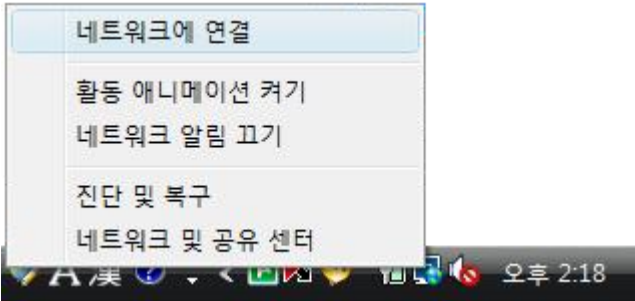 네트워크에 연결
활동 애니메이션 켜기
네트워크 알림 끄기
진단 및 복구
네트워크 및 공유 센터
A 漢 ? 오후 2:18